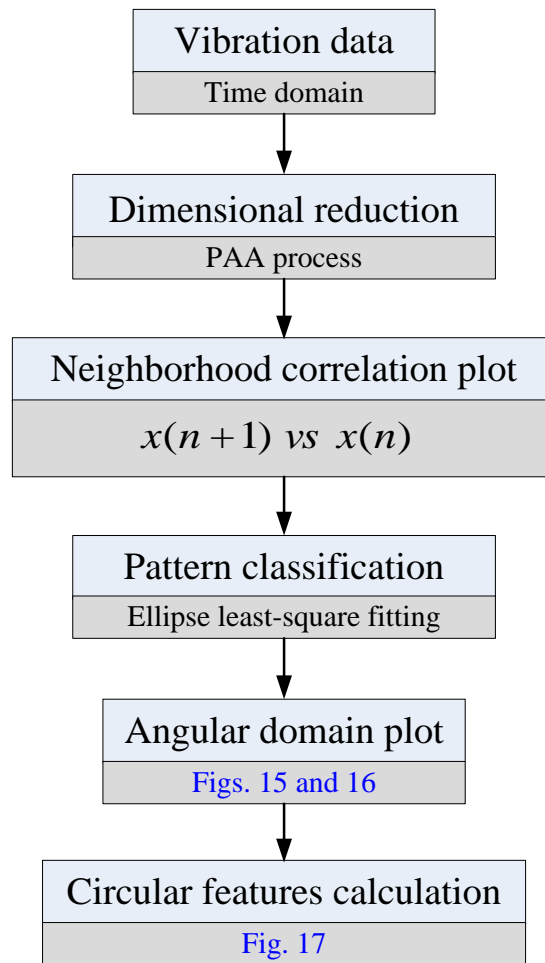 Vibration data
Time domain
Dimensional reduction
PAA process
Neighborhood correlation plot
x(n + 1) vs x(n)
Pattern classification
Ellipse least-square fitting
Angular domain plot
Figs. 15 and 16
Circular features calculation
Fig. 17